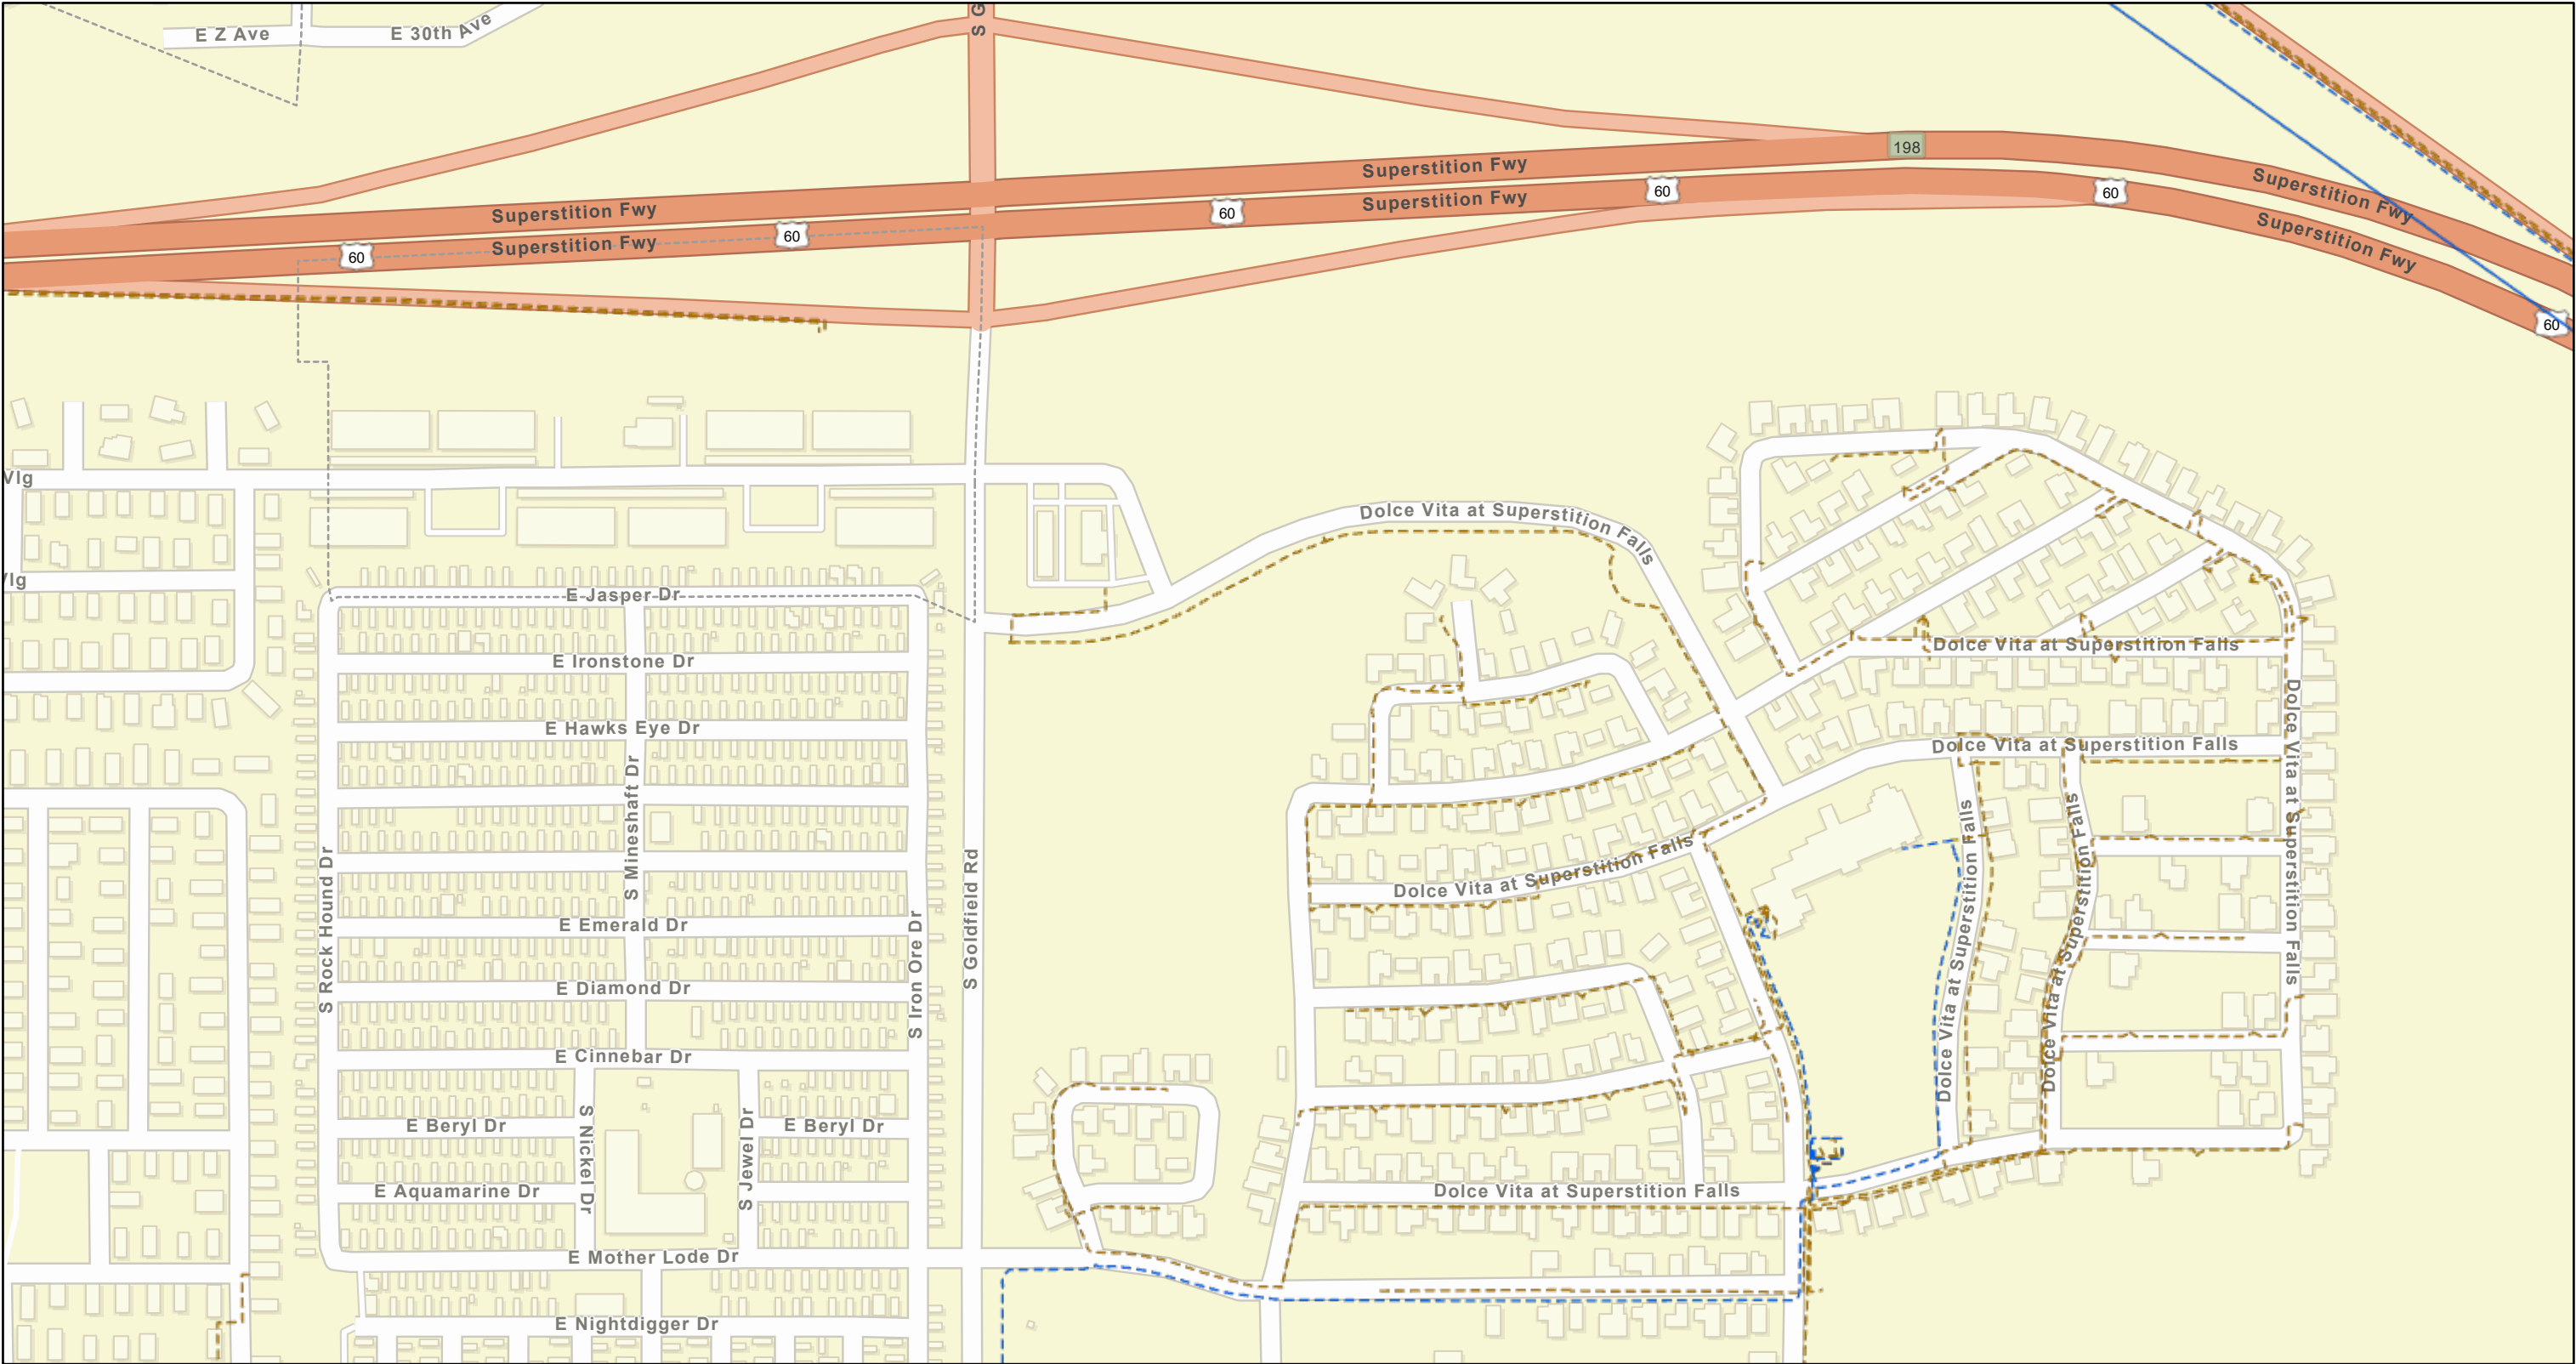 E Z Ave
E 30th Ave
S G
198
Superstition Fwy
Superstition Fwy
60
60
60
60
60
60
Superstition Fwy
Superstition Fwy
Superstition Fwy
Superstition Fwy
Vlg
Vlg
Dolce Vita at Superstition Falls
E Jasper Dr
E Ironstone Dr
E Hawks Eye Dr
S Mineshaft Dr
S Rock Hound Dr
E Emerald Dr
S Iron Ore Dr
S Goldfield Rd
E Diamond Dr
E Cinnebar Dr
E Beryl Dr
S Nickel Dr
S Jewel Dr
E Beryl Dr
E Aquamarine Dr
E Mother Lode Dr
E Nightdigger Dr
Dolce Vita at Superstition Falls
Dolce Vita at Superstition Falls
Dolce Vita at Superstition Falls
Dolce Vita at Superstition Falls
Dolce Vita at Superstition Falls
Dolce Vita at Superstition Falls
Dolce Vita at Superstition Falls